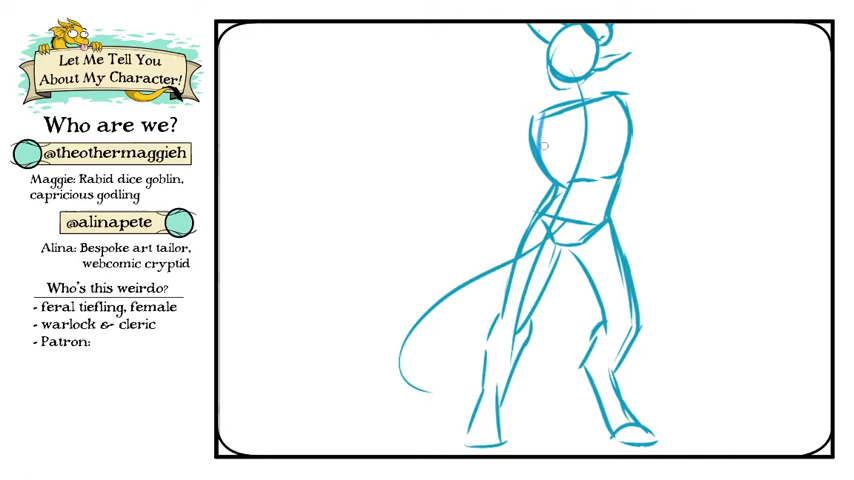 Let Me Tell You
About My Character!
Who are we?
@theothermaggieh
Maggie: Rabid dice goblin,
capricious godling
@alinapete
Alina: Bespoke art tailor,
webcomic cryptid
Who's this weirdo?
- feral tiefling, female
- warlock & cleric
- Patron: